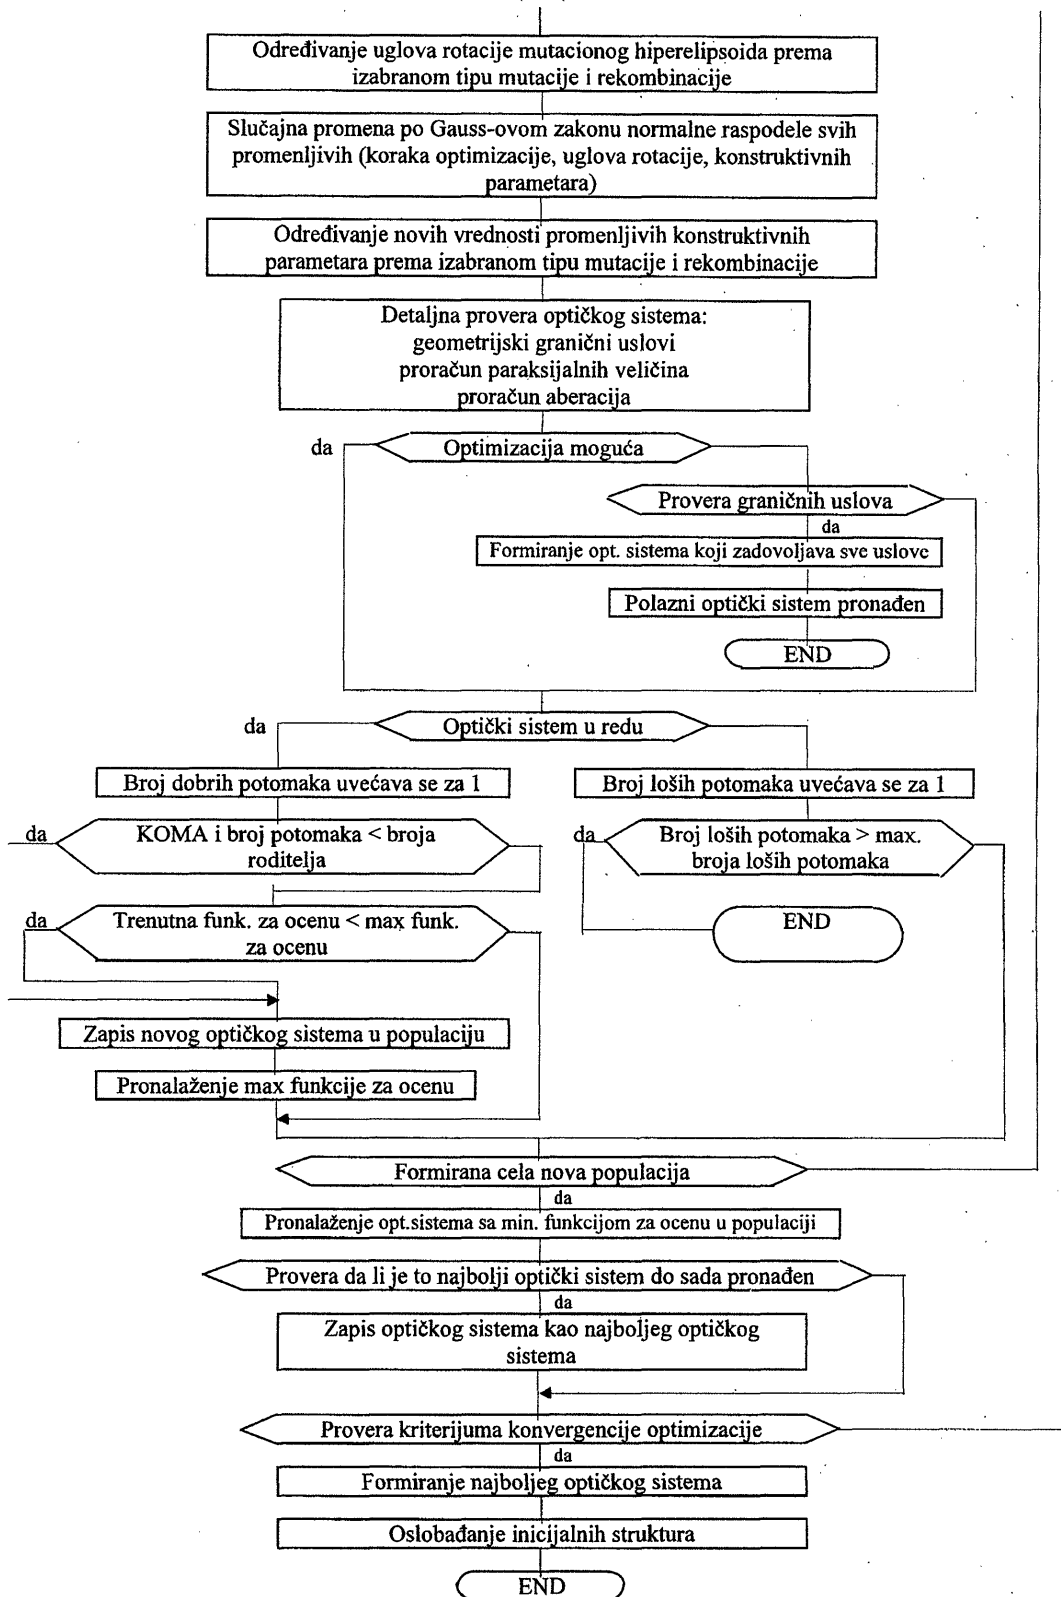 Određivanje uglova rotacije mutacionog hiperelipsoida prema
izabranom tipu mutacije i rekombinacije
Slučajna promena po Gauss-ovom zakonu normalne raspodele svih
promenljivih (koraka optimizacije, uglova rotacije, konstruktivnih
parametara)
Određivanje novih vrednosti promenljivih konstruktivnih
parametara prema izabranom tipu mutacije i rekombinacije
Detaljna provera optičkog sistema:
geometrijski granični uslovi
proračun paraksijalnih veličina
proračun aberacija
da
Optimizacija moguća
Provera graničnih uslova
da
Formiranje opt. sistema koji zadovoljava sve uslove
Polazni optički sistem pronađen
END
da
Optički sistem u redu
Broj dobrih potomaka uvećava se za 1
Broj loših potomaka uvećava se za 1
da
KOMA i broj potomaka < broja
roditelja
da
Broj loših potomaka > max.
broja loših potomaka
da
Trenutna funk. za ocenu < max funk.
za ocenu
END
Zapis novog optičkog sistema u populaciju
Pronalaženje max funkcije za ocenu
Formirana cela nova populacija
da
Pronalaženje opt.sistema sa min. funkcijom za ocenu u populaciji
Provera da li je to najbolji optički sistem do sada pronađen
da
Zapis optičkog sistema kao najboljeg optičkog
sistema
Provera kriterijuma konvergencije optimizacije
da
Formiranje najboljeg optičkog sistema
Oslobađanje inicijalnih struktura
END